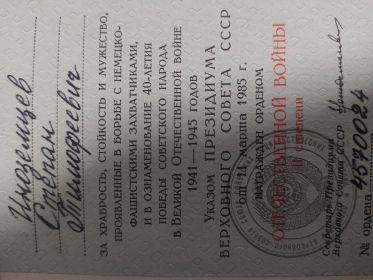 Иноземцев
Степан
Тимофеевич
ЗА ХРАБРОСТЬ, СТОЙКОСТЬ И МУЖЕСТВО,
ПРОЯВЛЕННЫЕ В БОРЬБЕ С НЕМЕЦКО-
ФАШИСТСКИМИ ЗАХВАТЧИКАМИ,
И В ОЗНАМЕНОВАНИЕ 40-ЛЕТИЯ
ПОБЕДЫ СОВЕТСКОГО НАРОДА
В ВЕЛИКОЙ ОТЕЧЕСТВЕННОЙ ВОЙНЕ
1941—1945 ГОДОВ
Указом ПРЕЗИДИУМА
ВЕРХОВНОГО СОВЕТА СССР
от 11 марта 1985 г.
НАГРАЖДЕН ОРДЕНОМ
ОТЕЧЕСТВЕННОЙ ВОЙНЫ
II степени
Секретарь Президиума
Верховного Совета СССР
№ ордена 4570024